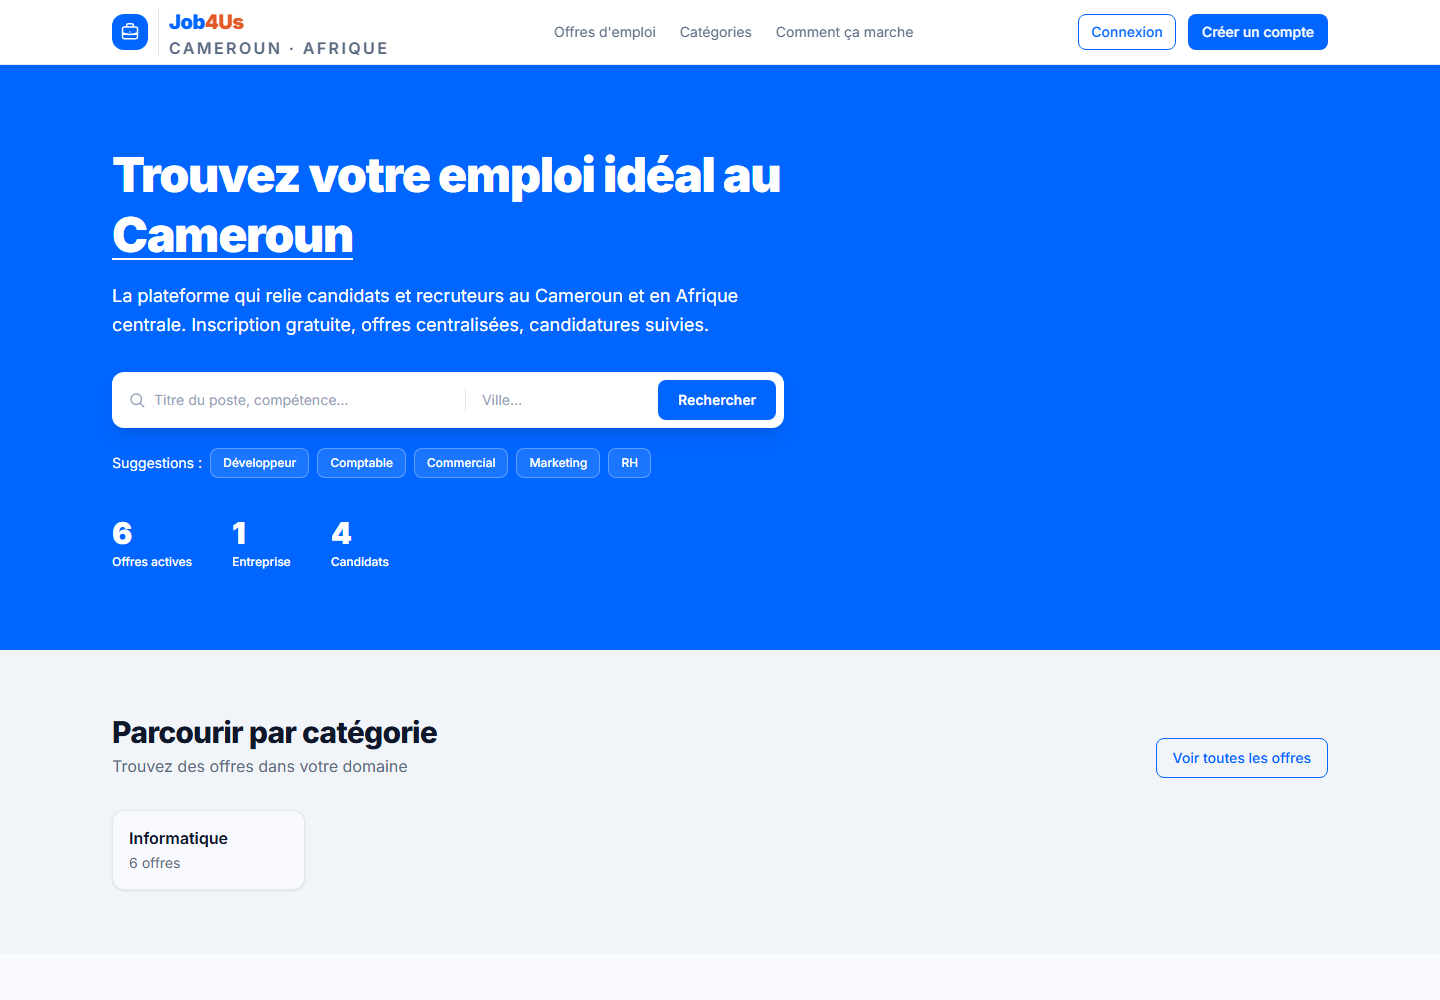 Job4Us
CAMEROUN · AFRIQUE
Offres d'emploi
Catégories
Comment ça marche
Connexion
Créer un compte
Trouvez votre emploi idéal au
Cameroun
La plateforme qui relie candidats et recruteurs au Cameroun et en Afrique
centrale. Inscription gratuite, offres centralisées, candidatures suivies.
Titre du poste, compétence...
Ville...
Rechercher
Suggestions :
Développeur
Comptable
Commercial
Marketing
RH
6
Offres actives
1
Entreprise
4
Candidats
Parcourir par catégorie
Trouvez des offres dans votre domaine
Voir toutes les offres
Informatique
6 offres